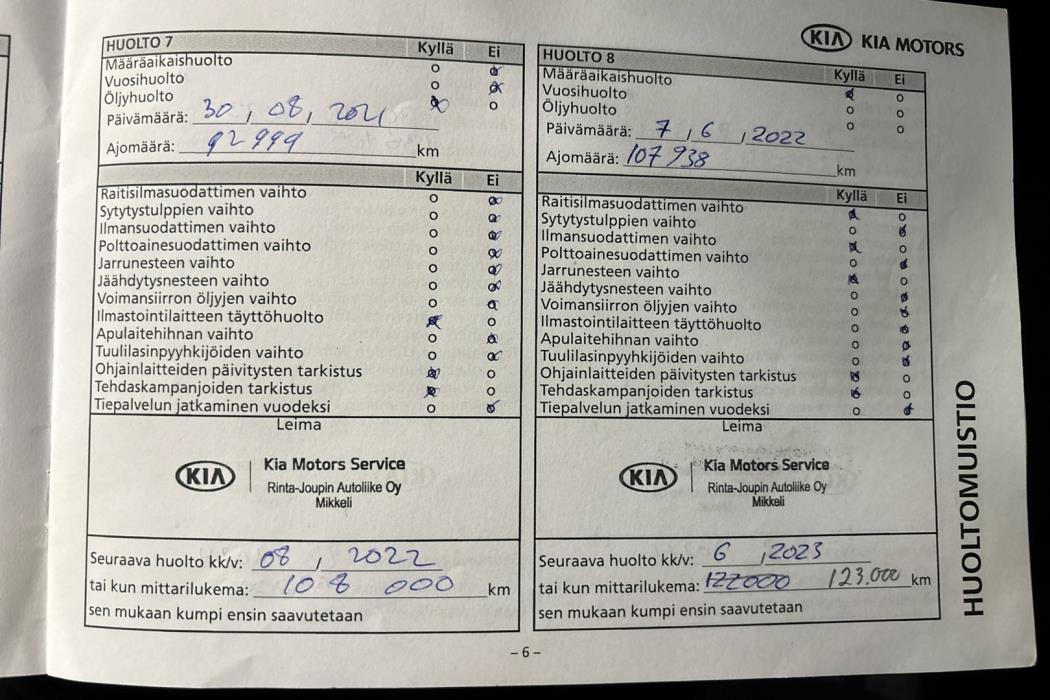 KIA KIA MOTORS
HUOLTO 7 Kyllä Ei
Määräaikaishuolto o o
Vuosihuolto o o
Öljyhuolto o o
Päivämäärä: 30 / 08 / 2021
Ajomäärä: 92 999 km
Kyllä Ei
Raitisilmasuodattimen vaihto o o
Sytytystulppien vaihto o o
Ilmansuodattimen vaihto o o
Polttoainesuodattimen vaihto o o
Jarrunesteen vaihto o o
Jäähdytysnesteen vaihto o o
Voimansiirron öljyjen vaihto o o
Ilmastointilaitteen täyttöhuolto o o
Apulaitehihnan vaihto o o
Tuulilasinpyyhkijöiden vaihto o o
Ohjainlaitteiden päivitysten tarkistus o o
Tehdaskampanjoiden tarkistus o o
Tiepalvelun jatkaminen vuodeksi o o
Leima
KIA Kia Motors Service
Rinta-Joupin Autoliike Oy
Mikkeli
Seuraava huolto kk/v: 08 / 2022
tai kun mittarilukema: 108 000 km
sen mukaan kumpi ensin saavutetaan
HUOLTO 8 Kyllä Ei
Määräaikaishuolto o o
Vuosihuolto o o
Öljyhuolto o o
Päivämäärä: 7 / 6 / 2022
Ajomäärä: 107 938 km
Kyllä Ei
Raitisilmasuodattimen vaihto o o
Sytytystulppien vaihto o o
Ilmansuodattimen vaihto o o
Polttoainesuodattimen vaihto o o
Jarrunesteen vaihto o o
Jäähdytysnesteen vaihto o o
Voimansiirron öljyjen vaihto o o
Ilmastointilaitteen täyttöhuolto o o
Apulaitehihnan vaihto o o
Tuulilasinpyyhkijöiden vaihto o o
Ohjainlaitteiden päivitysten tarkistus o o
Tehdaskampanjoiden tarkistus o o
Tiepalvelun jatkaminen vuodeksi o o
Leima
KIA Kia Motors Service
Rinta-Joupin Autoliike Oy
Mikkeli
Seuraava huolto kk/v: 6 / 2023
tai kun mittarilukema: 122000 123.000 km
sen mukaan kumpi ensin saavutetaan
HUOLTOMUISTIO
- 6 -